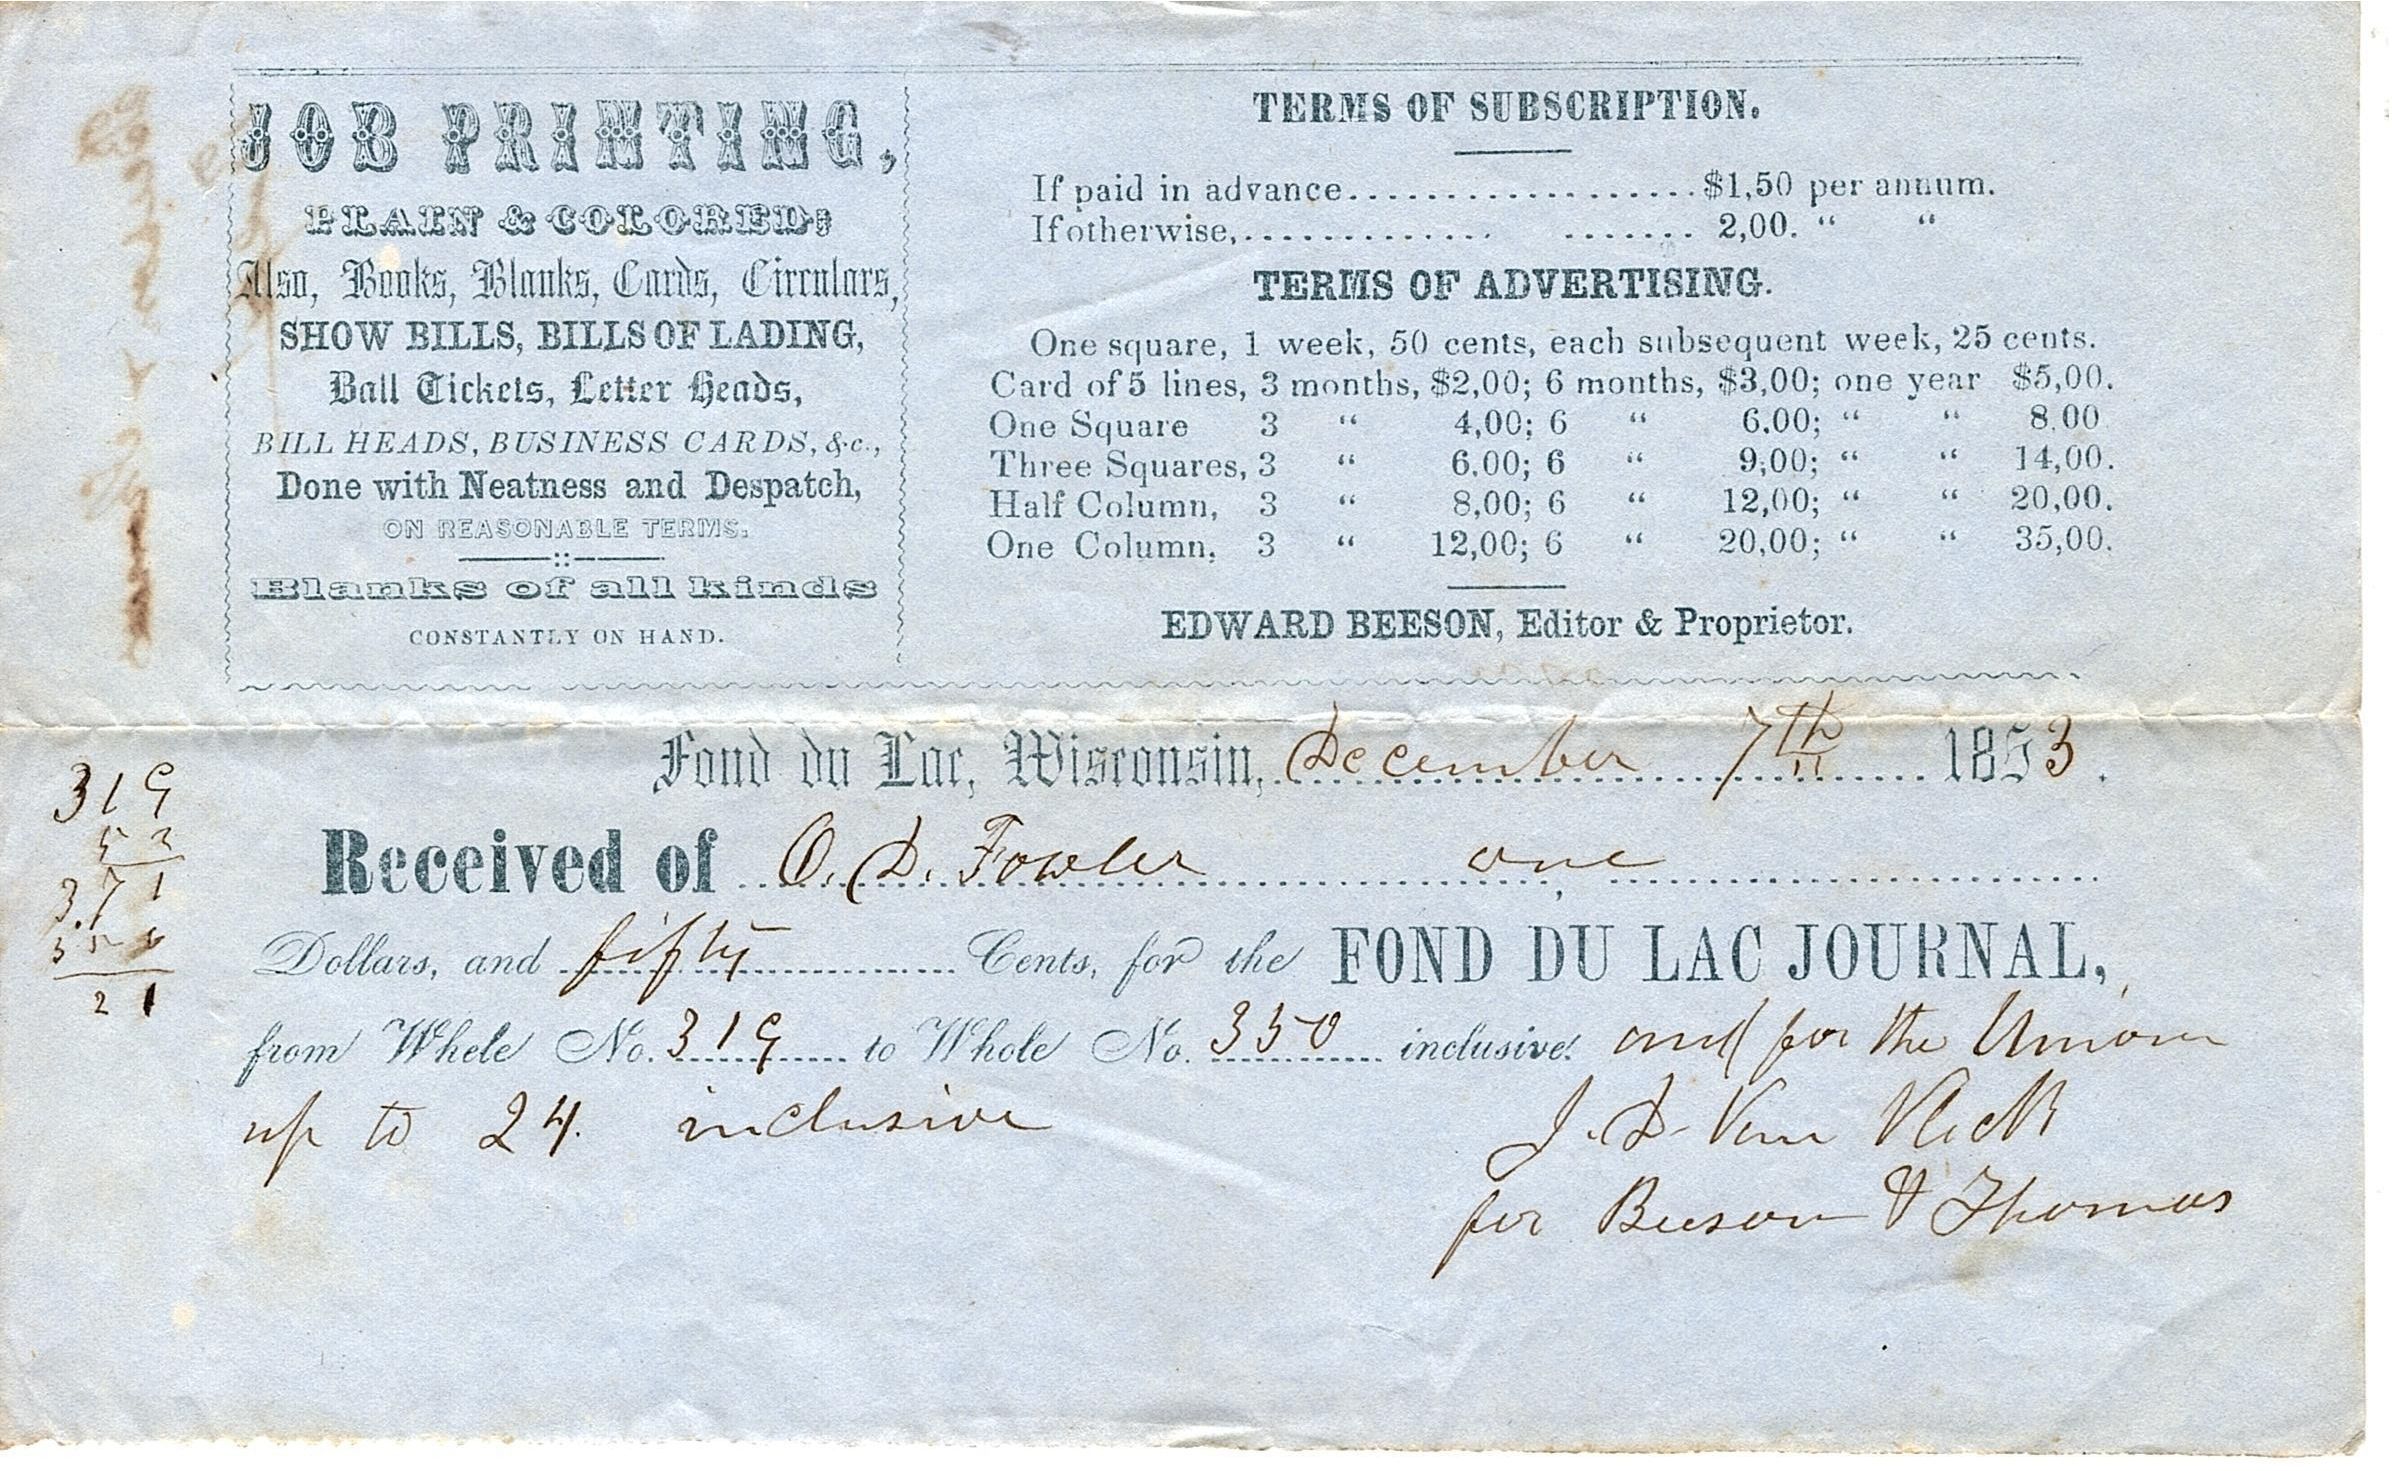 JOB PRINTING,
PLAIN & COLORED;
Also, Books, Blanks, Cards, Circulars,
SHOW BILLS, BILLS OF LADING,
Ball Tickets, Letter Heads,
BILL HEADS, BUSINESS CARDS, &c.,
Done with Neatness and Despatch,
ON REASONABLE TERMS.
Blanks of all kinds
CONSTANTLY ON HAND.
TERMS OF SUBSCRIPTION.
If paid in advance....................$1,50 per annum.
If otherwise,............... ....... 2,00. “ “
TERMS OF ADVERTISING.
One square, 1 week, 50 cents, each subsequent week, 25 cents.
Card of 5 lines, 3 months, $2,00; 6 months, $3,00; one year $5,00.
One Square 3 “ 4,00; 6 “ 6,00; “ “ 8,00
Three Squares, 3 “ 6,00; 6 “ 9,00; “ “ 14,00.
Half Column, 3 “ 8,00; 6 “ 12,00; “ “ 20,00.
One Column, 3 “ 12,00; 6 “ 20,00; “ “ 35,00.
EDWARD BEESON, Editor & Proprietor.
Fond du Lac, Wisconsin, December 7th 1853.
Received of O. D. Fowler one
Dollars, and fifty Cents, for the FOND DU LAC JOURNAL,
from Whole No. 319 to Whole No. 350 inclusive. and for the Union
up to 24. inclusive
J. D. Van Vleck
for Beeson & Thomas
319
52
3.71
350
21